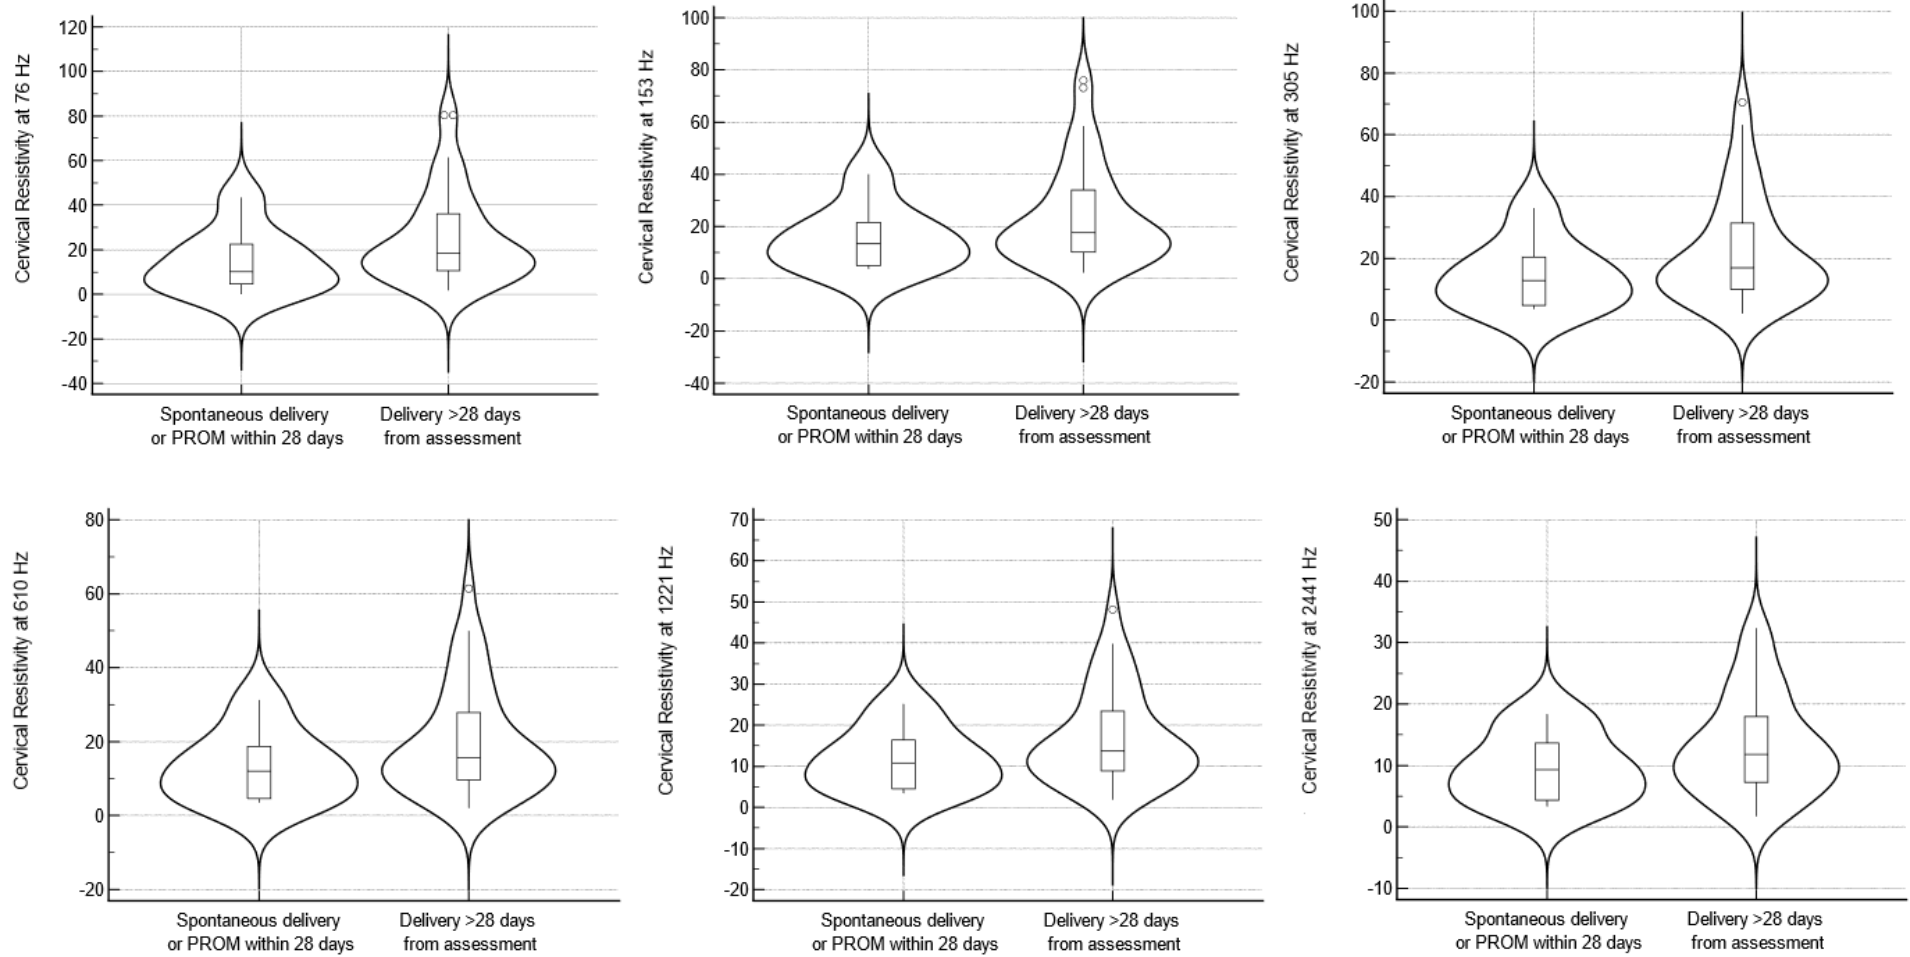 Cervical Resistivity at 76 Hz
120
100
80
60
40
20
0
-20
-40
Spontaneous delivery
or PROM within 28 days
Delivery >28 days
from assessment
Cervical Resistivity at 153 Hz
100
80
60
40
20
0
-20
-40
Spontaneous delivery
or PROM within 28 days
Delivery >28 days
from assessment
Cervical Resistivity at 305 Hz
100
80
60
40
20
0
-20
Spontaneous delivery
or PROM within 28 days
Delivery >28 days
from assessment
Cervical Resistivity at 610 Hz
80
60
40
20
0
-20
Spontaneous delivery
or PROM within 28 days
Delivery >28 days
from assessment
Cervical Resistivity at 1221 Hz
70
60
50
40
30
20
10
0
-10
-20
Spontaneous delivery
or PROM within 28 days
Delivery >28 days
from assessment
Cervical Resistivity at 2441 Hz
50
40
30
20
10
0
-10
Spontaneous delivery
or PROM within 28 days
Delivery >28 days
from assessment